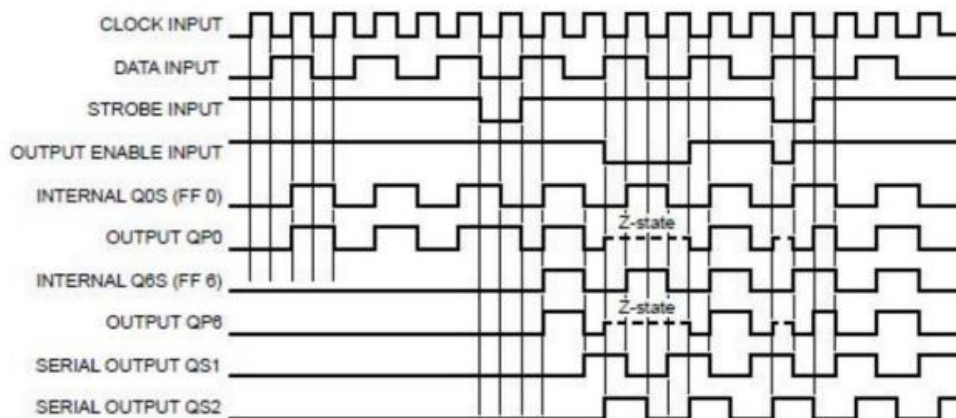 CLOCK INPUT
DATA INPUT
STROBE INPUT
OUTPUT ENABLE INPUT
INTERNAL Q0S (FF 0)
Z-state
OUTPUT QP0
INTERNAL Q6S (FF 6)
Z-state
OUTPUT QP6
SERIAL OUTPUT QS1
SERIAL OUTPUT QS2